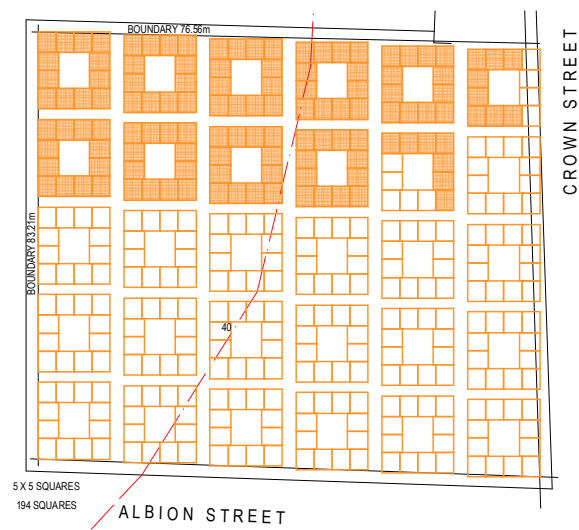 BOUNDARY 76.56m
CROWN STREET
BOUNDARY 83.21m
40
5 X 5 SQUARES
194 SQUARES
ALBION STREET